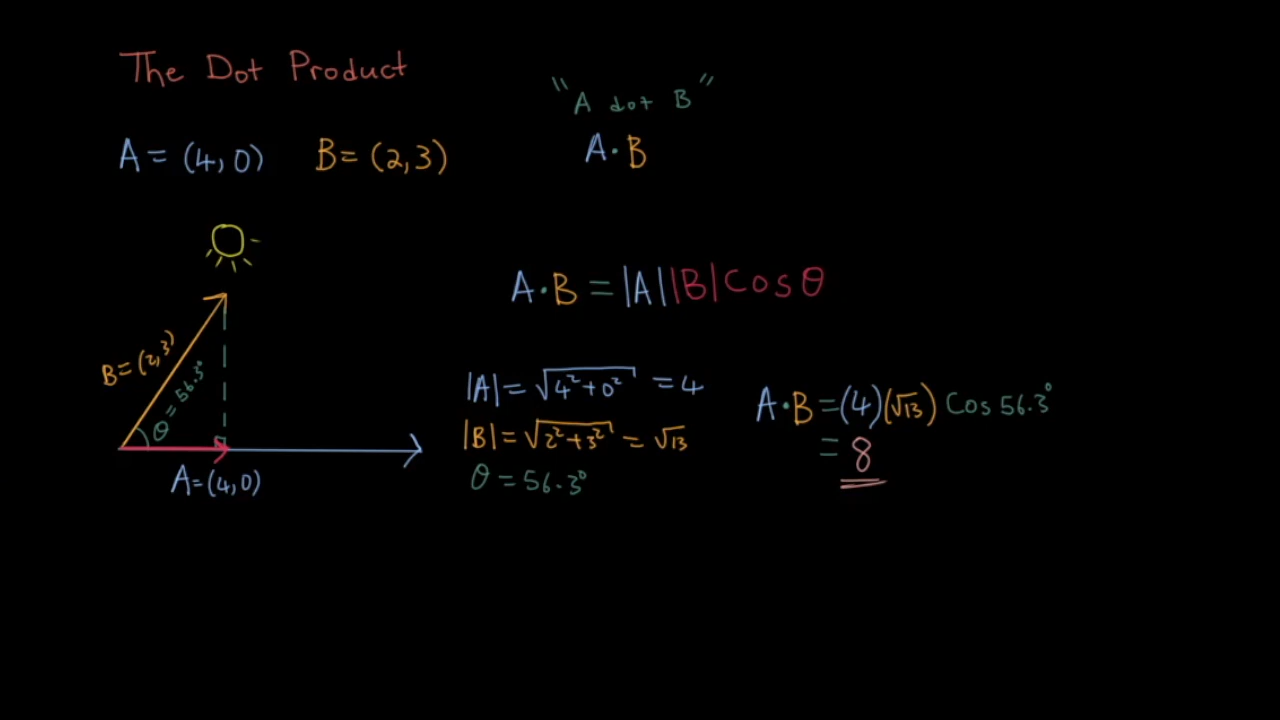 The Dot Product
"A dot B"
A = (4,0) B = (2,3) A·B
A·B = |A||B|Cosθ
B=(2,3)
θ = 56.3°
A=(4,0)
|A| = √4²+0² = 4
|B| = √2²+3² = √13
θ = 56.3°
A·B = (4)(√13) Cos 56.3°
= 8